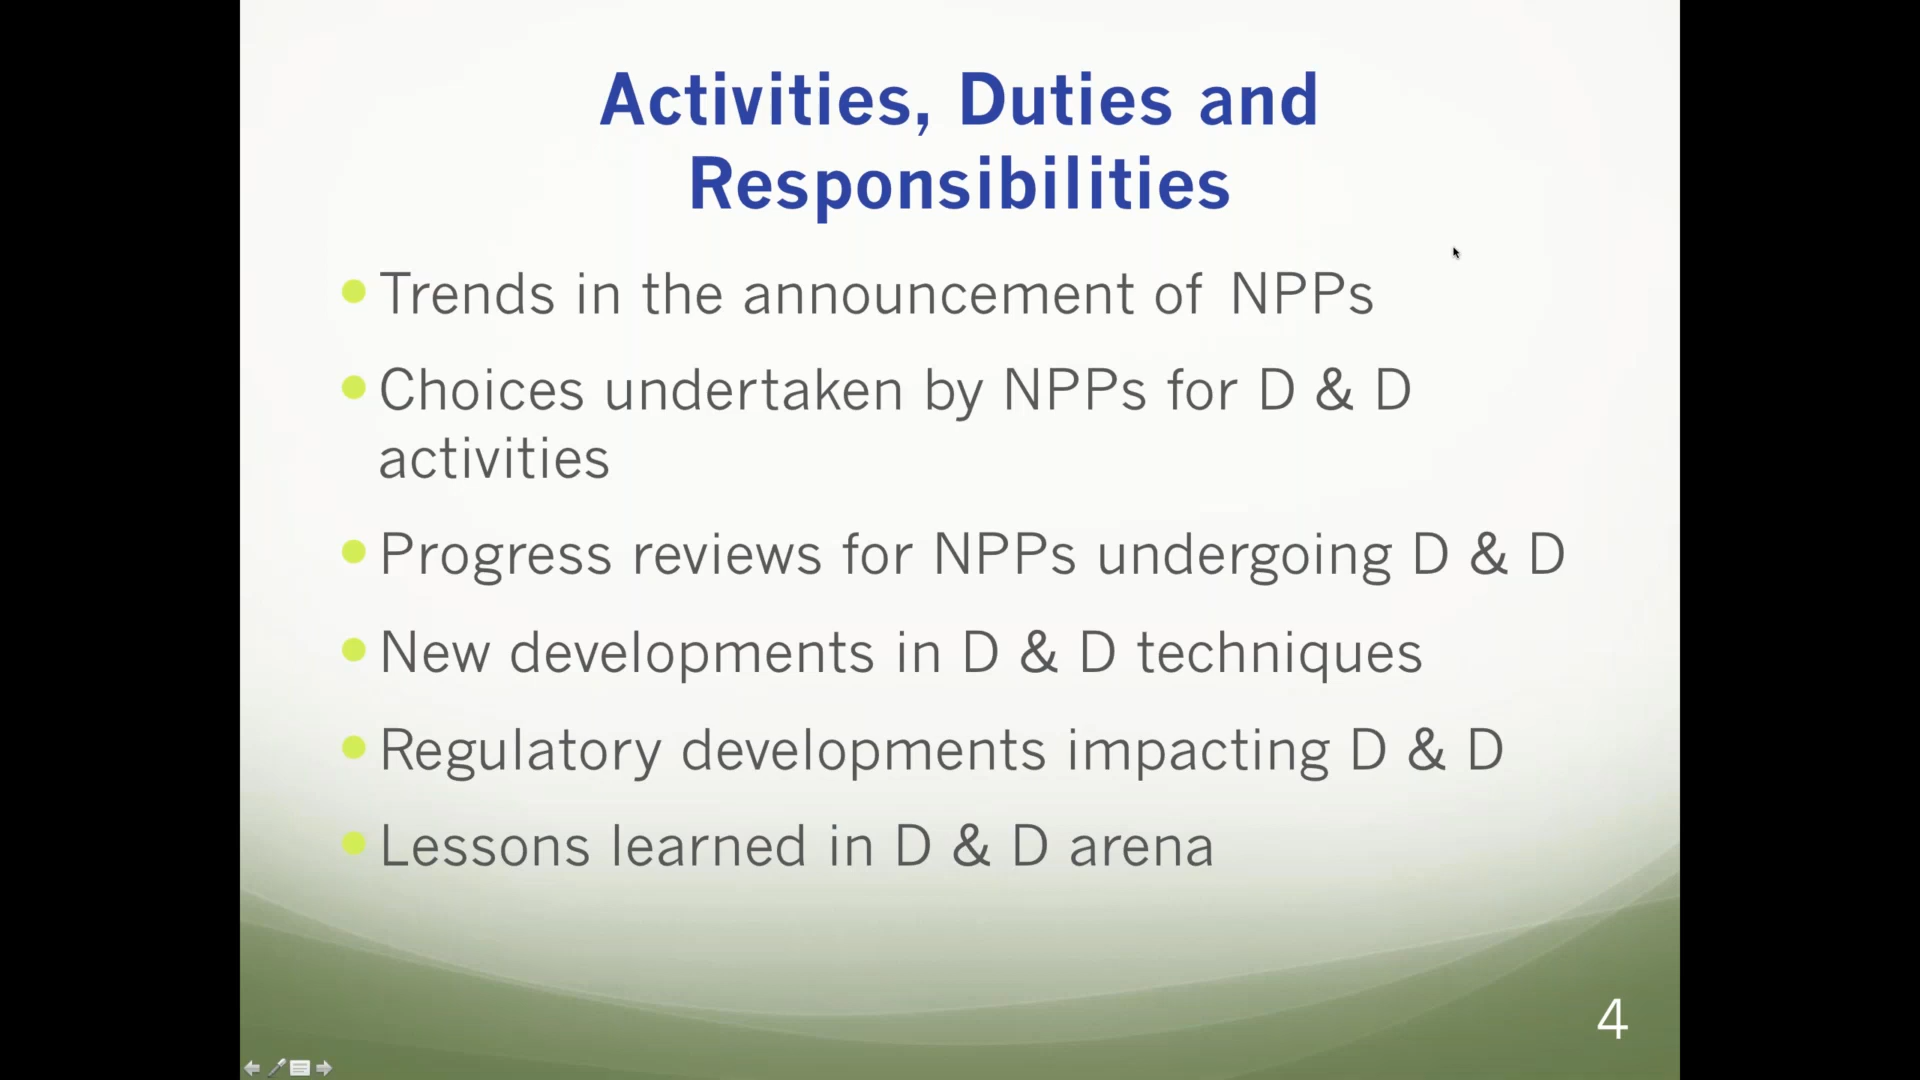 Activities, Duties and
Responsibilities
Trends in the announcement of NPPs
Choices undertaken by NPPs for D & D
activities
Progress reviews for NPPs undergoing D & D
New developments in D & D techniques
Regulatory developments impacting D & D
Lessons learned in D & D arena
4